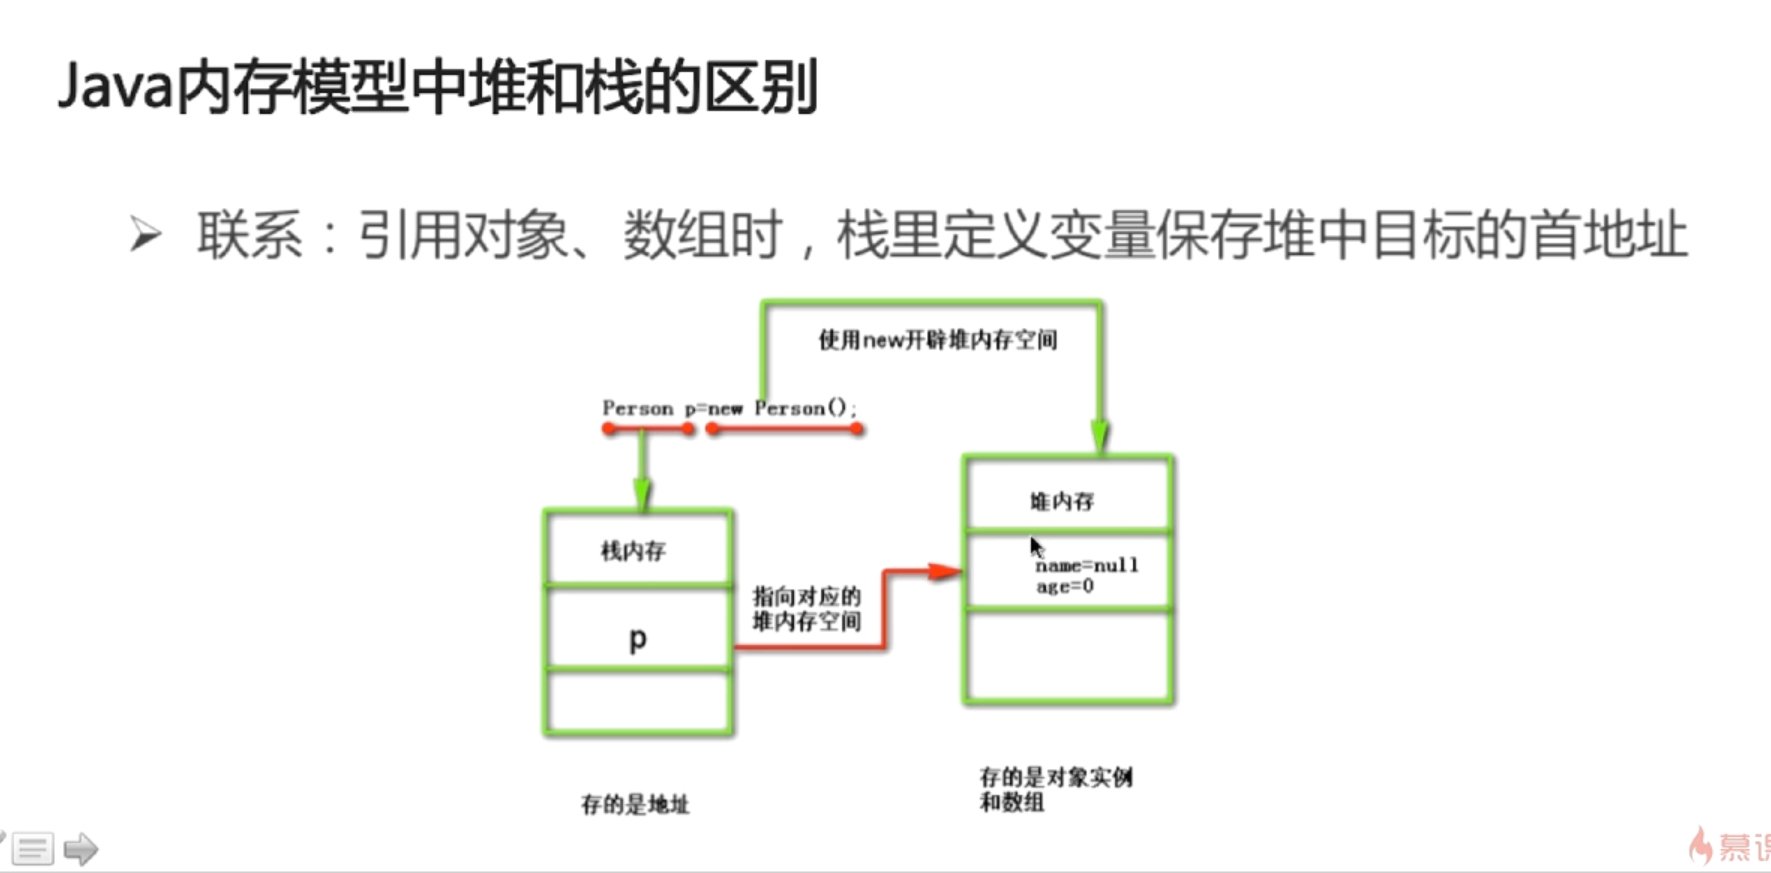 Java内存模型中堆和栈的区别
联系：引用对象、数组时，栈里定义变量保存堆中目标的首地址
使用new开辟堆内存空间
Person p=new Person();
堆内存
栈内存
name=null
age=0
指向对应的
堆内存空间
p
存的是对象实例
和数组
存的是地址
慕课